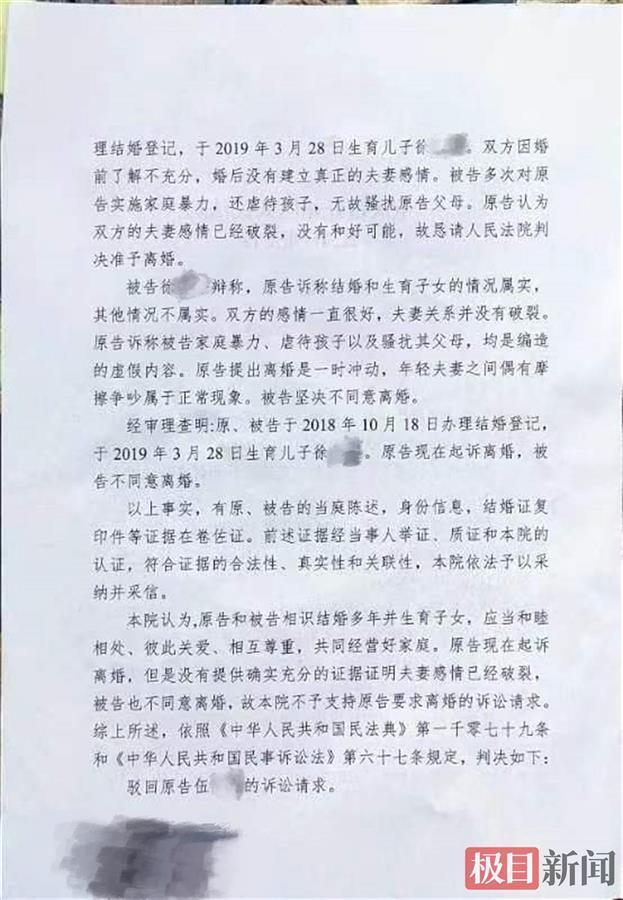 理结婚登记，于2019年3月28日生育儿子徐。双方因婚
前了解不充分，婚后没有建立真正的夫妻感情。被告多次对原
告实施家庭暴力，还虐待孩子，无故骚扰原告父母。原告认为
双方的夫妻感情已经破裂，没有和好可能，故恳请人民法院判
决准予离婚。
被告徐辩称，原告诉称结婚和生育子女的情况属实，
其他情况不属实。双方的感情一直很好，夫妻关系并没有破裂。
原告诉称被告家庭暴力、虐待孩子以及骚扰其父母，均是编造
的虚假内容。原告提出离婚是一时冲动，年轻夫妻之间偶有摩
擦争吵属于正常现象。被告坚决不同意离婚。
经审理查明:原、被告于2018年10月18日办理结婚登记，
于2019年3月28日生育儿子徐。原告现在起诉离婚，被
告不同意离婚。
以上事实，有原、被告的当庭陈述，身份信息，结婚证复
印件等证据在卷佐证。前述证据经当事人举证、质证和本院的
认证，符合证据的合法性、真实性和关联性，本院依法予以采
纳并采信。
本院认为,原告和被告相识结婚多年并生育子女，应当和睦
相处、彼此关爱、相互尊重，共同经营好家庭。原告现在起诉
离婚，但是没有提供确实充分的证据证明夫妻感情已经破裂，
被告也不同意离婚，故本院不予支持原告要求离婚的诉讼请求。
综上所述，依照《中华人民共和国民法典》第一千零七十九条
和《中华人民共和国民事诉讼法》第六十七条规定，判决如下：
驳回原告伍的诉讼请求。
极目新闻